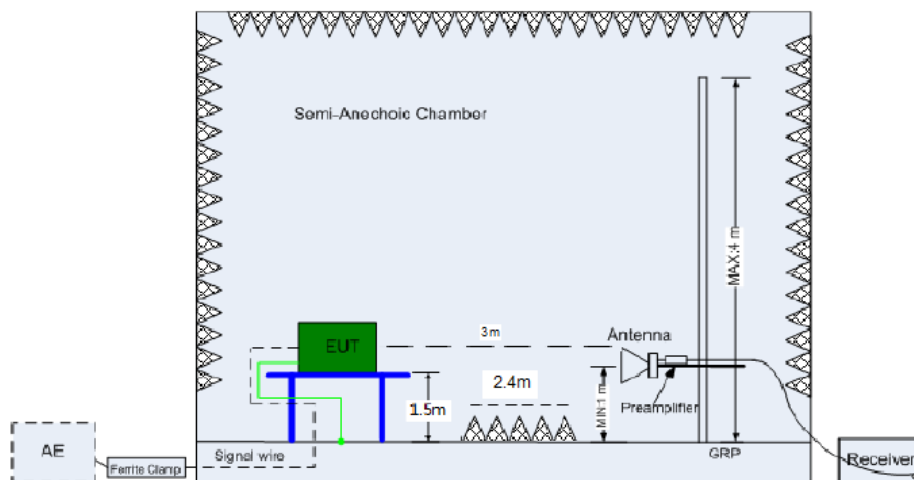 Semi-Anechoic Chamber
MAX:4 m
3m
Antenna
EUT
2.4m
1.5m
MIN:1 m
Preamplifier
AE
Ferrite Clamp
Signal wire
GRP
Receiver